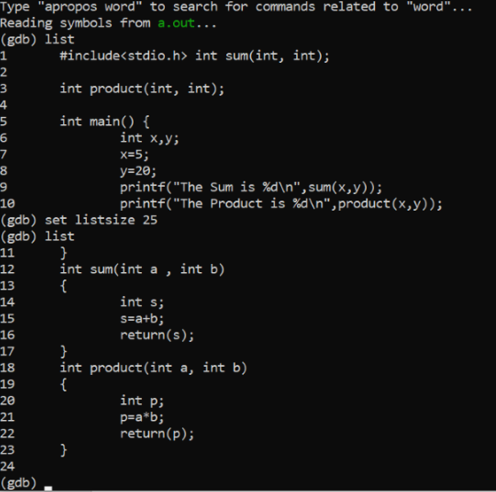 Type "apropos word" to search for commands related to "word"...
Reading symbols from a.out...
(gdb) list
1       #include<stdio.h> int sum(int, int);
2
3       int product(int, int);
4
5       int main() {
6               int x,y;
7               x=5;
8               y=20;
9               printf("The Sum is %d\n",sum(x,y));
10              printf("The Product is %d\n",product(x,y));
(gdb) set listsize 25
(gdb) list
11      }
12      int sum(int a , int b)
13      {
14              int s;
15              s=a+b;
16              return(s);
17      }
18      int product(int a, int b)
19      {
20              int p;
21              p=a*b;
22              return(p);
23      }
24
(gdb)